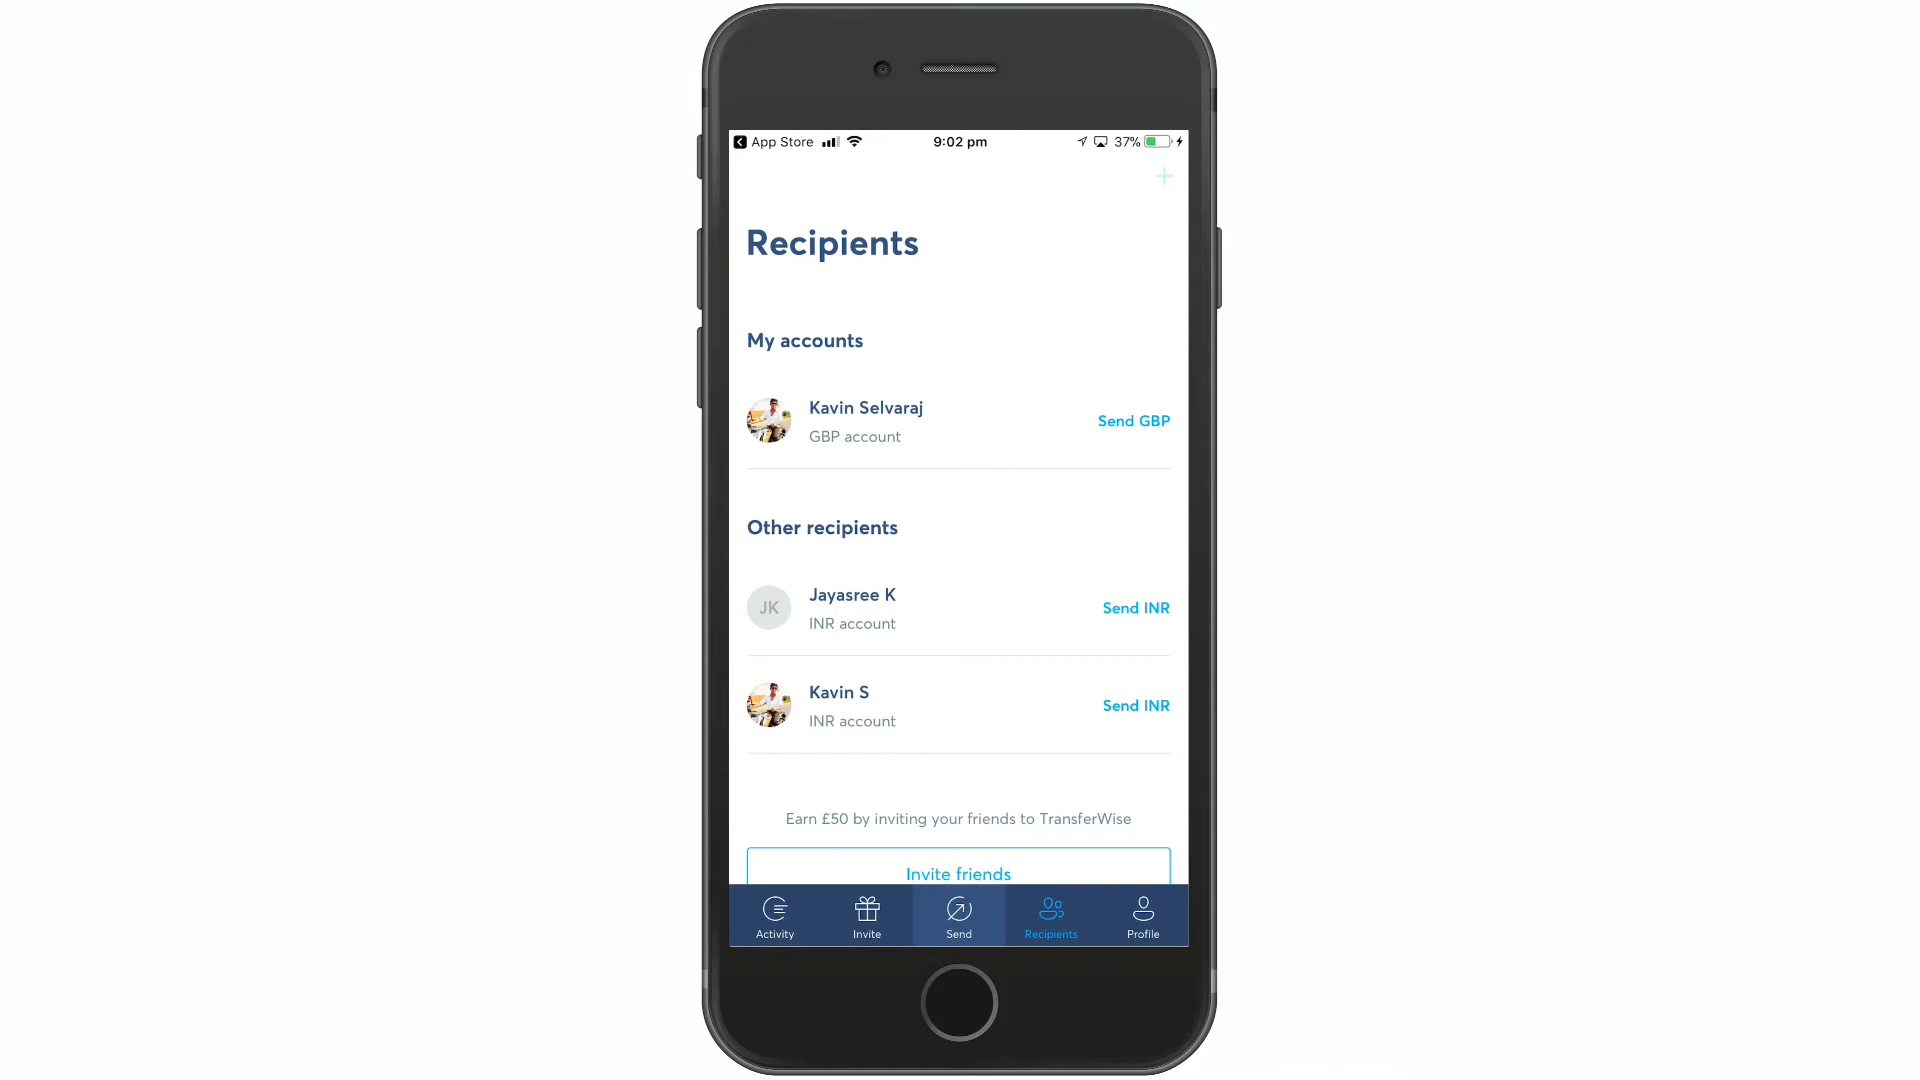 App Store 9:02 pm 37%
Recipients
My accounts
Kavin Selvaraj
GBP account
Send GBP
Other recipients
JK
Jayasree K
INR account
Send INR
Kavin S
INR account
Send INR
Earn £50 by inviting your friends to TransferWise
Invite friends
Activity Invite Send Recipients Profile